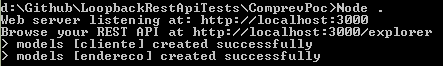 d:\Github\LoopbackRestApiTests\ComprevPoc>Node .
Web server listening at: http://localhost:3000
Browse your REST API at http://localhost:3000/explorer
> models [cliente] created successfully
> models [endereco] created successfully